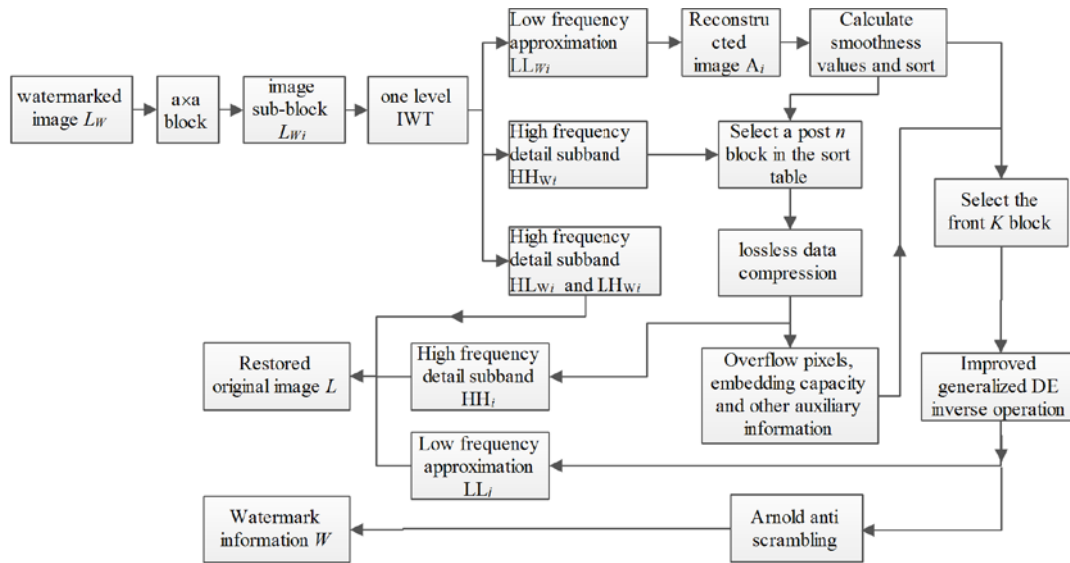 watermarked
image L_W
a×a
block
image
sub-block
L_Wi
one level
IWT
Low frequency
approximation
LL_Wi
Reconstru
cted
image A_i
Calculate
smoothness
values and sort
High frequency
detail subband
HH_Wi
Select a post n
block in the sort
table
High frequency
detail subband
HL_Wi and LH_Wi
lossless data
compression
Select the
front K block
Restored
original image L
High frequency
detail subband
HH_i
Overflow pixels,
embedding capacity
and other auxiliary
information
Improved
generalized DE
inverse operation
Low frequency
approximation
LL_i
Watermark
information W
Arnold anti
scrambling